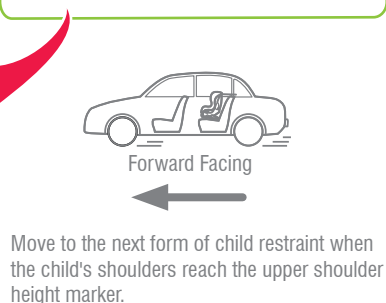 Forward Facing
Move to the next form of child restraint when
the child's shoulders reach the upper shoulder
height marker.